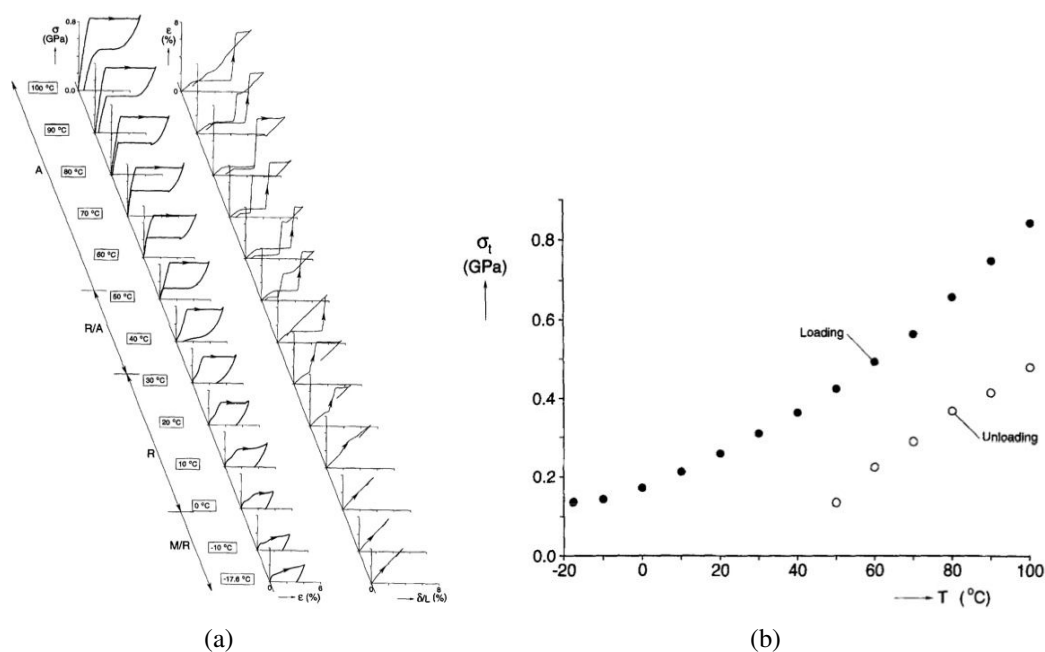 σ
(GPa)
0.8
0.0
ε
(%)
8
0
100 °C
90 °C
80 °C
70 °C
60 °C
50 °C
40 °C
30 °C
20 °C
10 °C
0 °C
-10 °C
-17.6 °C
A
R/A
R
M/R
0
6
ε (%)
0
8
δ/L (%)
(a)
σt
(GPa)
0.8
0.6
0.4
0.2
0.0
-20
0
20
40
60
80
100
T (°C)
Loading
Unloading
(b)